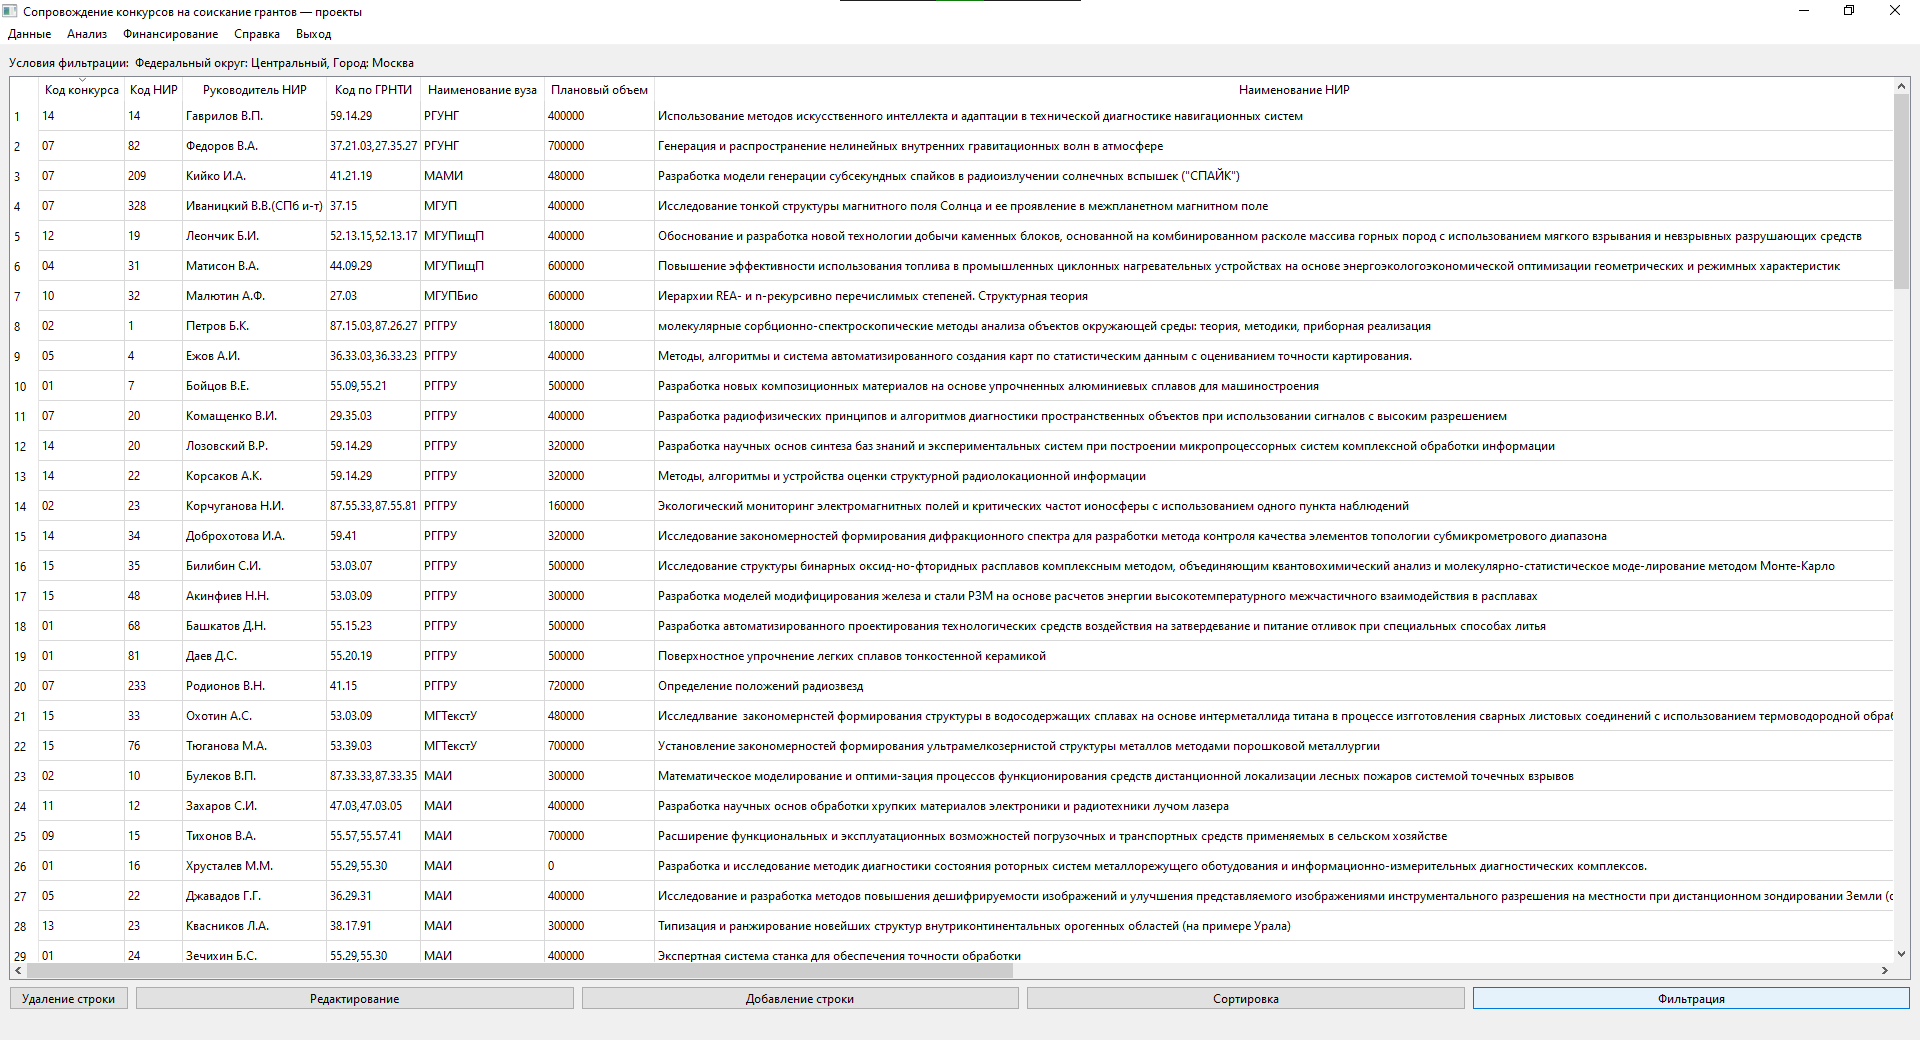 Сопровождение конкурсов на соискание грантов — проекты
Данные Анализ Финансирование Справка Выход
Условия фильтрации: Федеральный округ: Центральный, Город: Москва
Код конкурса Код НИР Руководитель НИР Код по ГРНТИ Наименование вуза Плановый объем Наименование НИР
1 14 14 Гаврилов В.П. 59.14.29 РГУНГ 400000 Использование методов искусственного интеллекта и адаптации в технической диагностике навигационных систем
2 07 82 Федоров В.А. 37.21.03,27.35.27 РГУНГ 700000 Генерация и распространение нелинейных внутренних гравитационных волн в атмосфере
3 07 209 Кийко И.А. 41.21.19 МАМИ 480000 Разработка модели генерации субсекундных спайков в радиоизлучении солнечных вспышек ("СПАЙК")
4 07 328 Иваницкий В.В.(СПб и-т) 37.15 МГУП 400000 Исследование тонкой структуры магнитного поля Солнца и ее проявление в межпланетном магнитном поле
5 12 19 Леончик Б.И. 52.13.15,52.13.17 МГУПищП 400000 Обоснование и разработка новой технологии добычи каменных блоков, основанной на комбинированном расколе массива горных пород с использованием мягкого взрывания и невзрывных разрушающих средств
6 04 31 Матисон В.А. 44.09.29 МГУПищП 600000 Повышение эффективности использования топлива в промышленных циклонных нагревательных устройствах на основе энергоэкологоэкономической оптимизации геометрических и режимных характеристик
7 10 32 Малютин А.Ф. 27.03 МГУПБио 600000 Иерархии REA- и n-рекурсивно перечислимых степеней. Структурная теория
8 02 1 Петров Б.К. 87.15.03,87.26.27 РГГРУ 180000 молекулярные сорбционно-спектроскопические методы анализа объектов окружающей среды: теория, методики, приборная реализация
9 05 4 Ежов А.И. 36.33.03,36.33.23 РГГРУ 400000 Методы, алгоритмы и система автоматизированного создания карт по статистическим данным с оцениванием точности картирования.
10 01 7 Бойцов В.Е. 55.09,55.21 РГГРУ 500000 Разработка новых композиционных материалов на основе упрочненных алюминиевых сплавов для машиностроения
11 07 20 Комащенко В.И. 29.35.03 РГГРУ 400000 Разработка радиофизических принципов и алгоритмов диагностики пространственных объектов при использовании сигналов с высоким разрешением
12 14 20 Лозовский В.Р. 59.14.29 РГГРУ 320000 Разработка научных основ синтеза баз знаний и экспериментальных систем при построении микропроцессорных систем комплексной обработки информации
13 14 22 Корсаков А.К. 59.14.29 РГГРУ 320000 Методы, алгоритмы и устройства оценки структурной радиолокационной информации
14 02 23 Корчуганова Н.И. 87.55.33,87.55.81 РГГРУ 160000 Экологический мониторинг электромагнитных полей и критических частот ионосферы с использованием одного пункта наблюдений
15 14 34 Доброхотова И.А. 59.41 РГГРУ 320000 Исследование закономерностей формирования дифракционного спектра для разработки метода контроля качества элементов топологии субмикрометрового диапазона
16 15 35 Билибин С.И. 53.03.07 РГГРУ 500000 Исследование структуры бинарных оксид-но-фторидных расплавов комплексным методом, объединяющим квантовохимический анализ и молекулярно-статистическое моде-лирование методом Монте-Карло
17 15 48 Акинфиев Н.Н. 53.03.09 РГГРУ 300000 Разработка моделей модифицирования железа и стали РЗМ на основе расчетов энергии высокотемпературного межчастичного взаимодействия в расплавах
18 01 68 Башкатов Д.Н. 55.15.23 РГГРУ 500000 Разработка автоматизированного проектирования технологических средств воздействия на затвердевание и питание отливок при специальных способах литья
19 01 81 Даев Д.С. 55.20.19 РГГРУ 500000 Поверхностное упрочнение легких сплавов тонкостенной керамикой
20 07 233 Родионов В.Н. 41.15 РГГРУ 720000 Определение положений радиозвезд
21 15 33 Охотин А.С. 53.03.09 МГТекстУ 480000 Исследлвание закономернстей формирования структуры в водосодержащих сплавах на основе интерметаллида титана в процессе изгготовления сварных листовых соединений с использованием термоводородной обраб
22 15 76 Тюганова М.А. 53.39.03 МГТекстУ 700000 Установление закономерностей формирования ультрамелкозернистой структуры металлов методами порошковой металлургии
23 02 10 Булеков В.П. 87.33.33,87.33.35 МАИ 300000 Математическое моделирование и оптими-зация процессов функционирования средств дистанционной локализации лесных пожаров системой точечных взрывов
24 11 12 Захаров С.И. 47.03,47.03.05 МАИ 400000 Разработка научных основ обработки хрупких материалов электроники и радиотехники лучом лазера
25 09 15 Тихонов В.А. 55.57,55.57.41 МАИ 700000 Расширение функциональных и эксплуатационных возможностей погрузочных и транспортных средств применяемых в сельском хозяйстве
26 01 16 Хрусталев М.М. 55.29,55.30 МАИ 0 Разработка и исследование методик диагностики состояния роторных систем металлорежущего оботудования и информационно-измерительных диагностических комплексов.
27 05 22 Джавадов Г.Г. 36.29.31 МАИ 400000 Исследование и разработка методов повышения дешифрируемости изображений и улучшения представляемого изображениями инструментального разрешения на местности при дистанционном зондировании Земли (с
28 13 23 Квасников Л.А. 38.17.91 МАИ 300000 Типизация и ранжирование новейших структур внутриконтинентальных орогенных областей (на примере Урала)
29 01 24 Зечихин Б.С. 55.29,55.30 МАИ 400000 Экспертная система станка для обеспечения точности обработки
Удаление строки Редактирование Добавление строки Сортировка Фильтрация